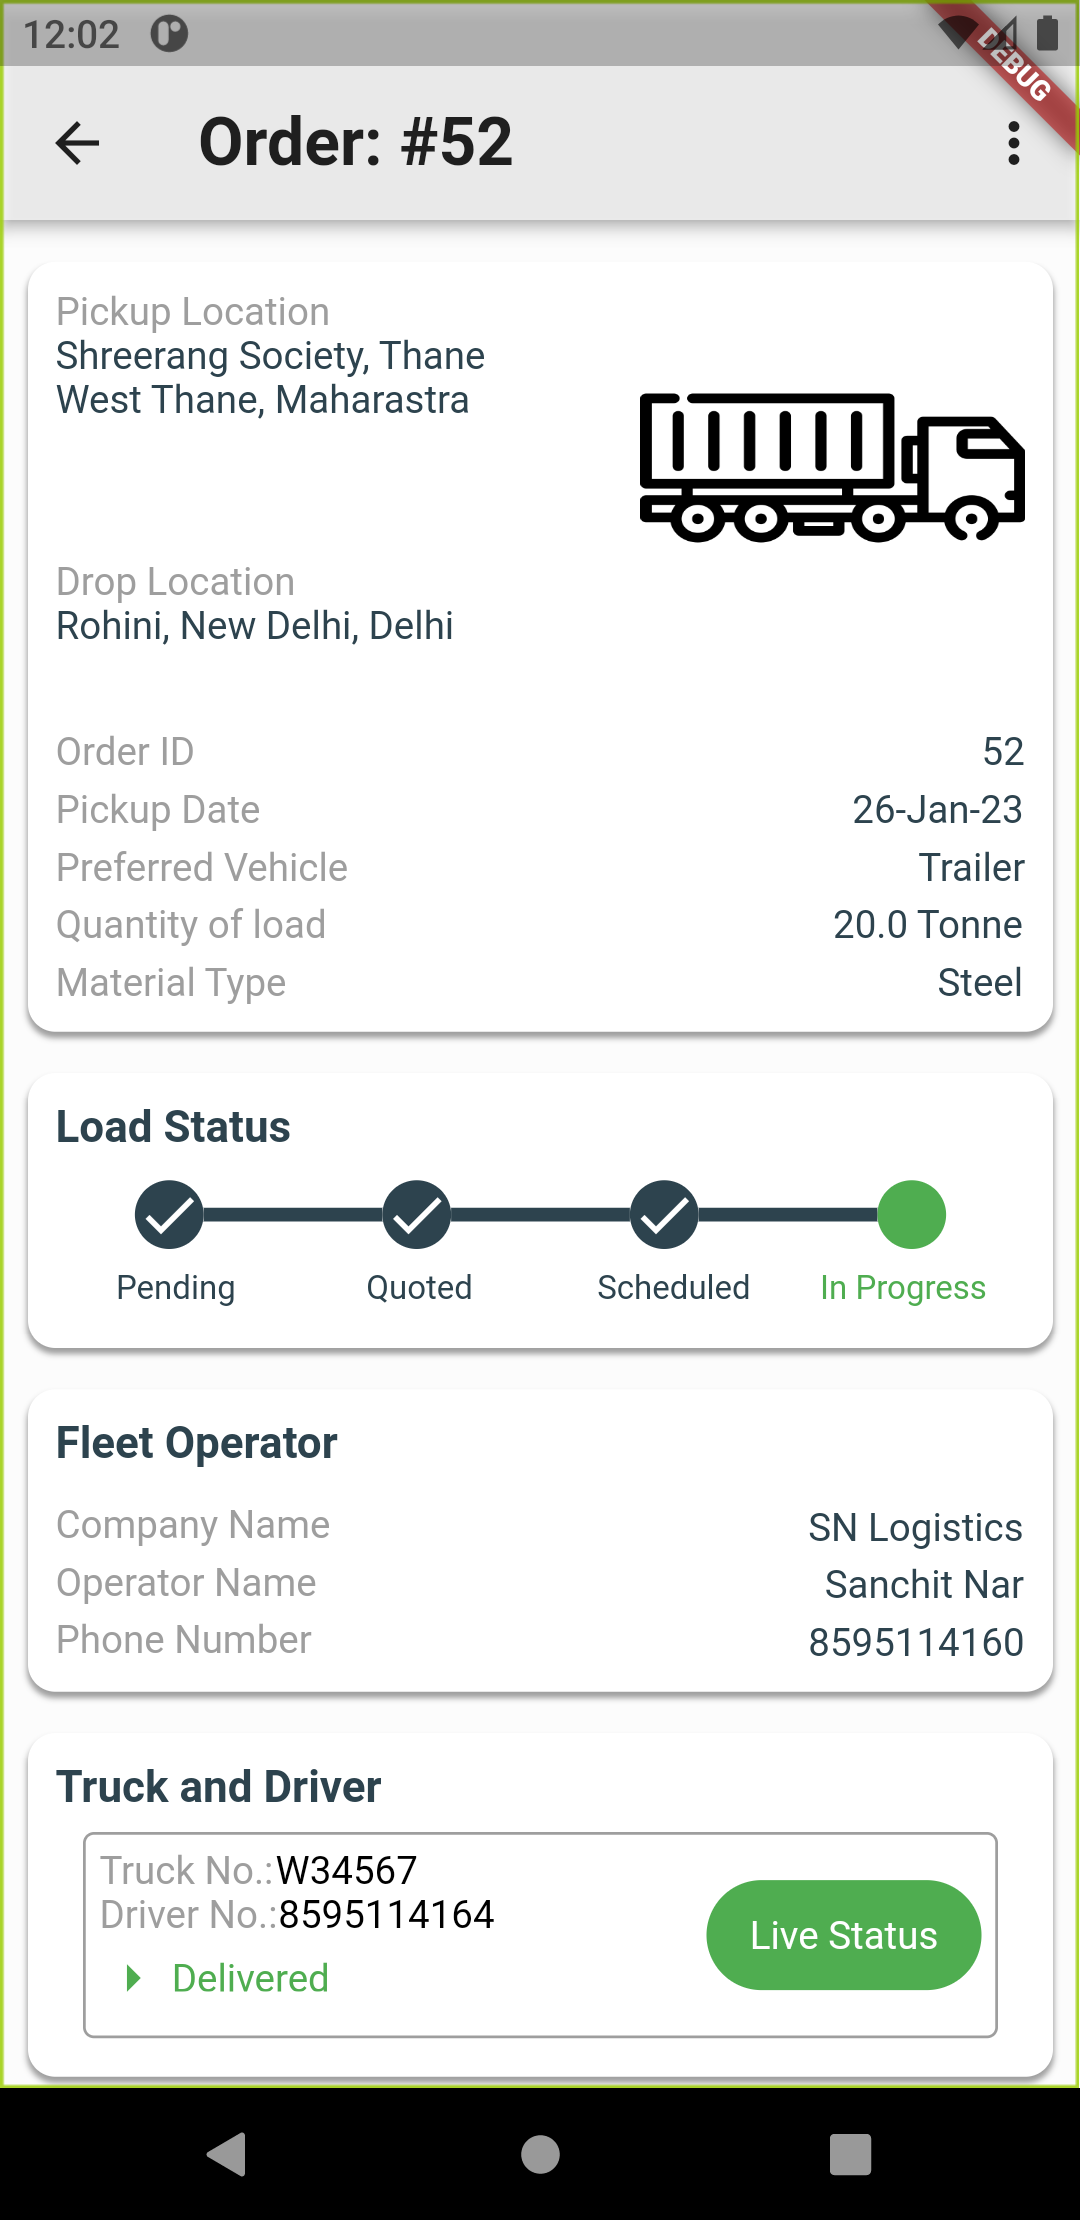 12:02
DEBUG
Order: #52
Pickup Location
Shreerang Society, Thane
West Thane, Maharastra
Drop Location
Rohini, New Delhi, Delhi
Order ID 52
Pickup Date 26-Jan-23
Preferred Vehicle Trailer
Quantity of load 20.0 Tonne
Material Type Steel
Load Status
Pending Quoted Scheduled In Progress
Fleet Operator
Company Name SN Logistics
Operator Name Sanchit Nar
Phone Number 8595114160
Truck and Driver
Truck No.:W34567
Driver No.:8595114164
Live Status
Delivered